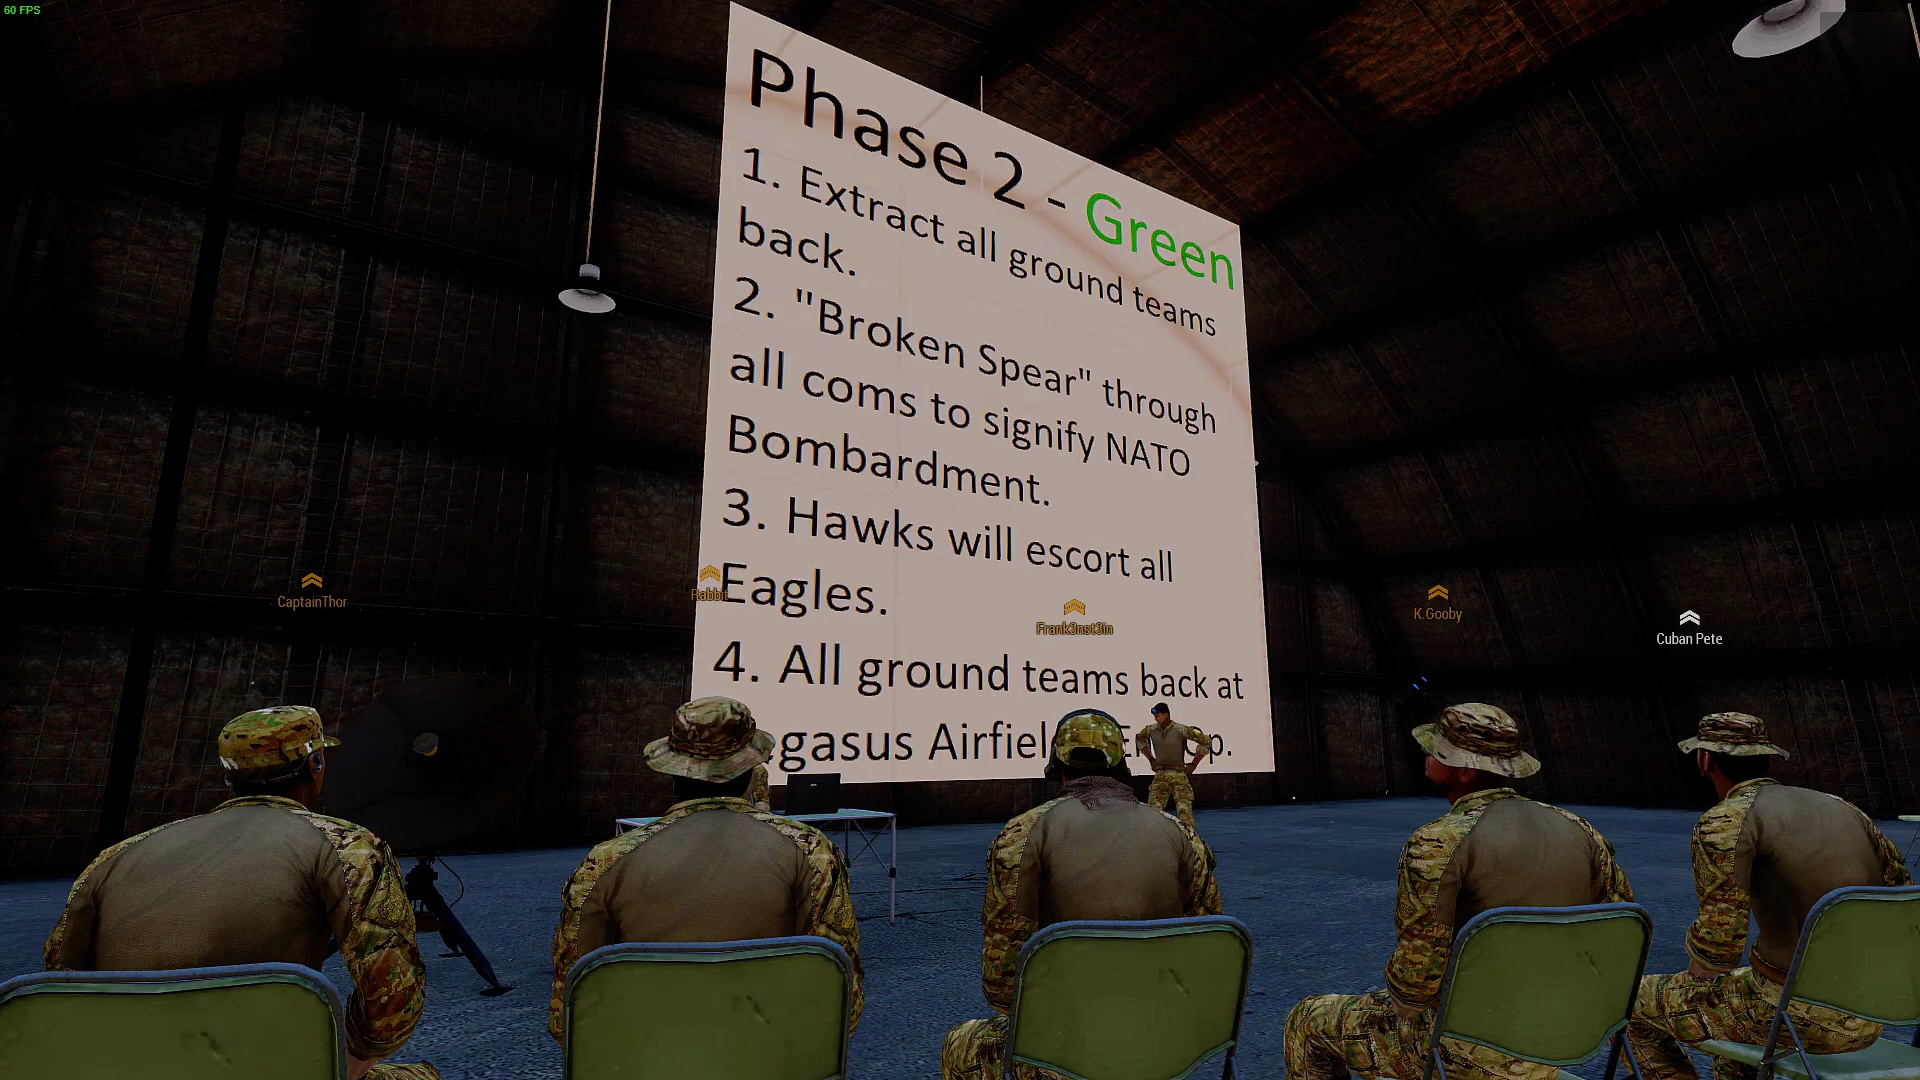 60 FPS
Phase 2 - Green
1. Extract all ground teams
back.
2. "Broken Spear" through
all coms to signify NATO
Bombardment.
3. Hawks will escort all
Eagles.
4. All ground teams back at
Airfield
CaptainThor
Rabbit
Frank3nst3in
K.Gooby
Cuban Pete